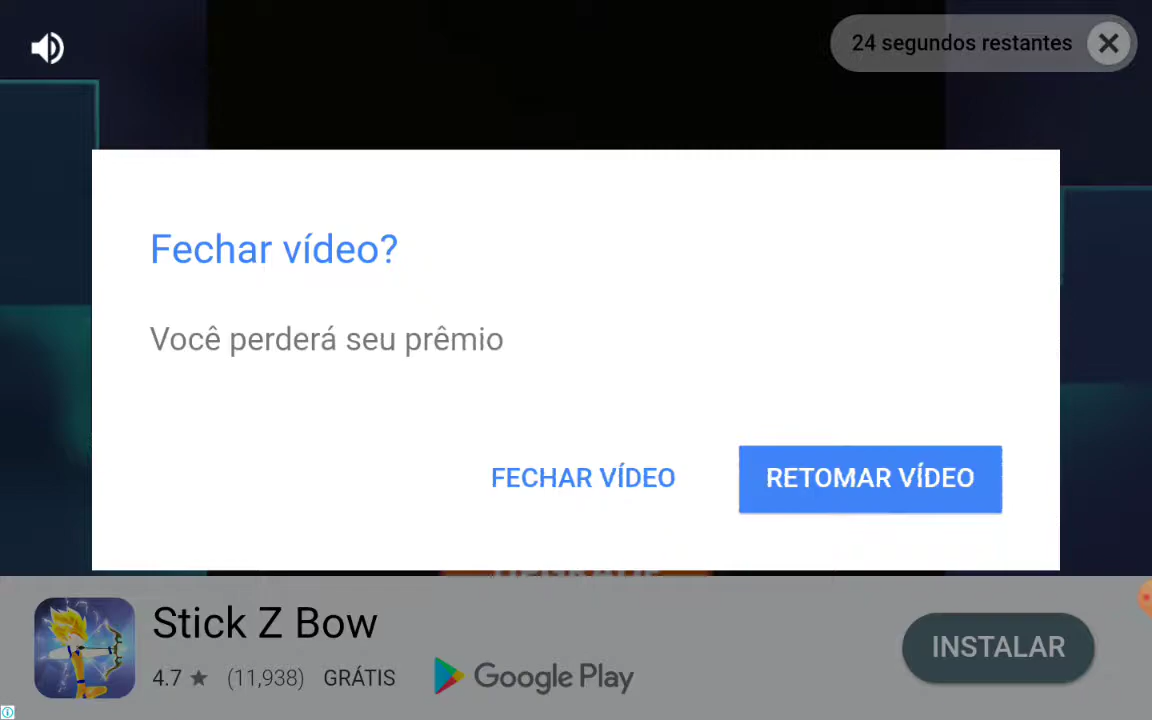 24 segundos restantes
Fechar vídeo?
Você perderá seu prêmio
FECHAR VÍDEO
RETOMAR VÍDEO
Stick Z Bow
4.7 ★ (11,938) GRÁTIS
Google Play
INSTALAR